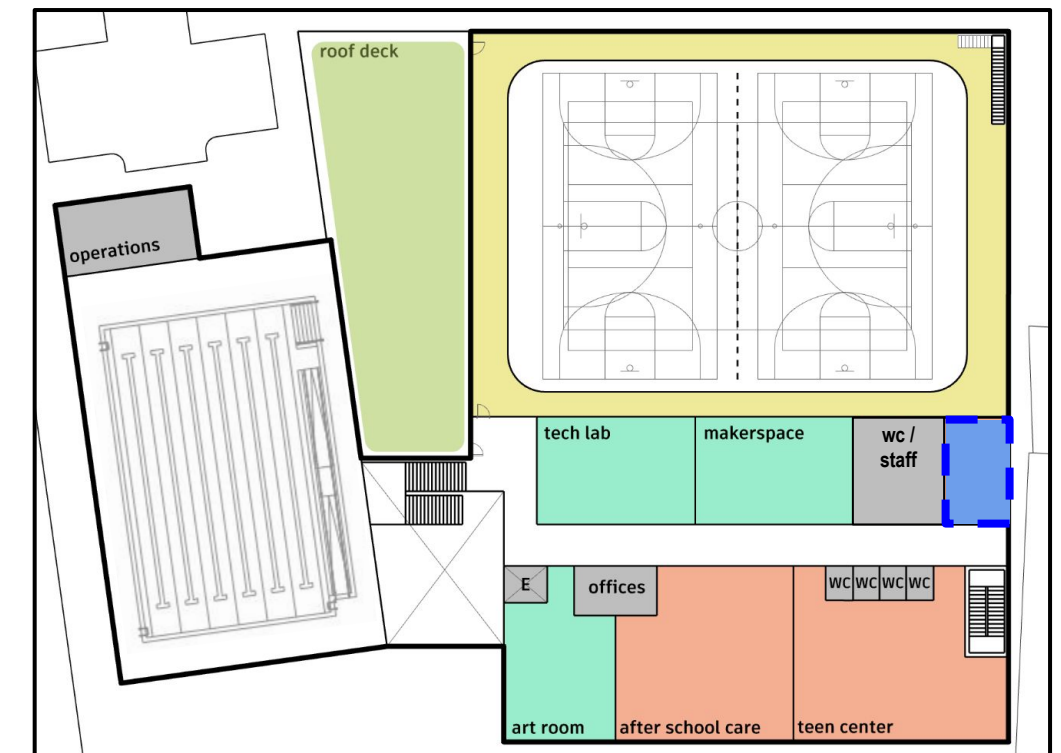 roof deck
operations
tech lab
makerspace
wc /
staff
E
offices
WC WC WC WC
art room
after school care
teen center